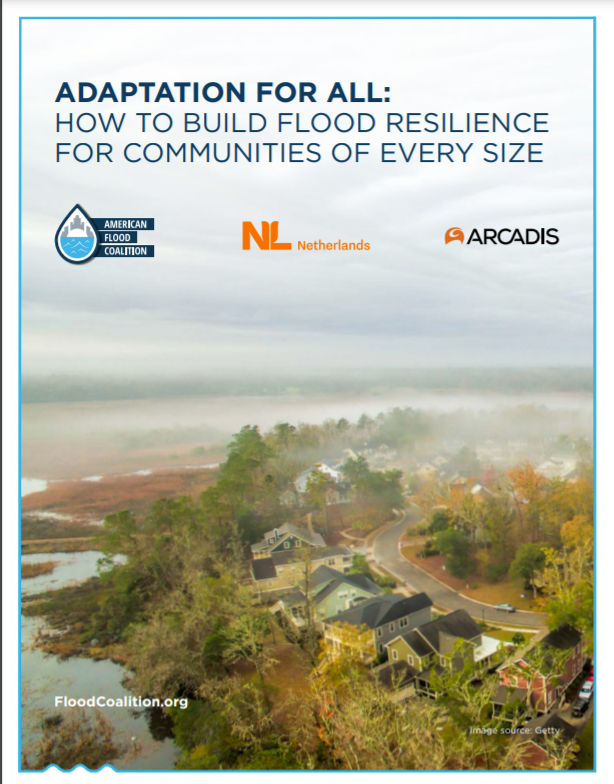 ADAPTATION FOR ALL:
HOW TO BUILD FLOOD RESILIENCE
FOR COMMUNITIES OF EVERY SIZE
AMERICAN
FLOOD
COALITION
NL Netherlands
ARCADIS
FloodCoalition.org
Image source: Getty